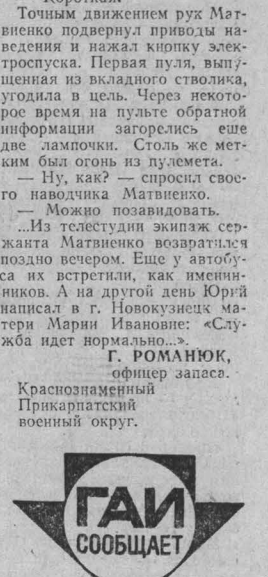 Точным движением рук Мат-
виенко подвернул приводы на-
ведения и нажал кнопку элек-
троспуска. Первая пуля, выпу-
щенная из вкладного стволика,
угодила в цель. Через некото-
рое время на пульте обратной
информации загорелись еще
две лампочки. Столь же мет-
ким был огонь из пулемета.
— Ну, как? — спросил свое-
го наводчика Матвиенко.
— Можно позавидовать.
...Из телестудии экипаж сер-
жанта Матвиенко возвратился
поздно вечером. Еще у автобу-
са их встретили, как именин-
ников. А на другой день Юрий
написал в г. Новокузнецк ма-
тери Марии Ивановне: «Слу-
жба идет нормально...».
Г. РОМАНЮК,
офицер запаса.
Краснознаменный
Прикарпатский
военный округ.
ГАИ
СООБЩАЕТ